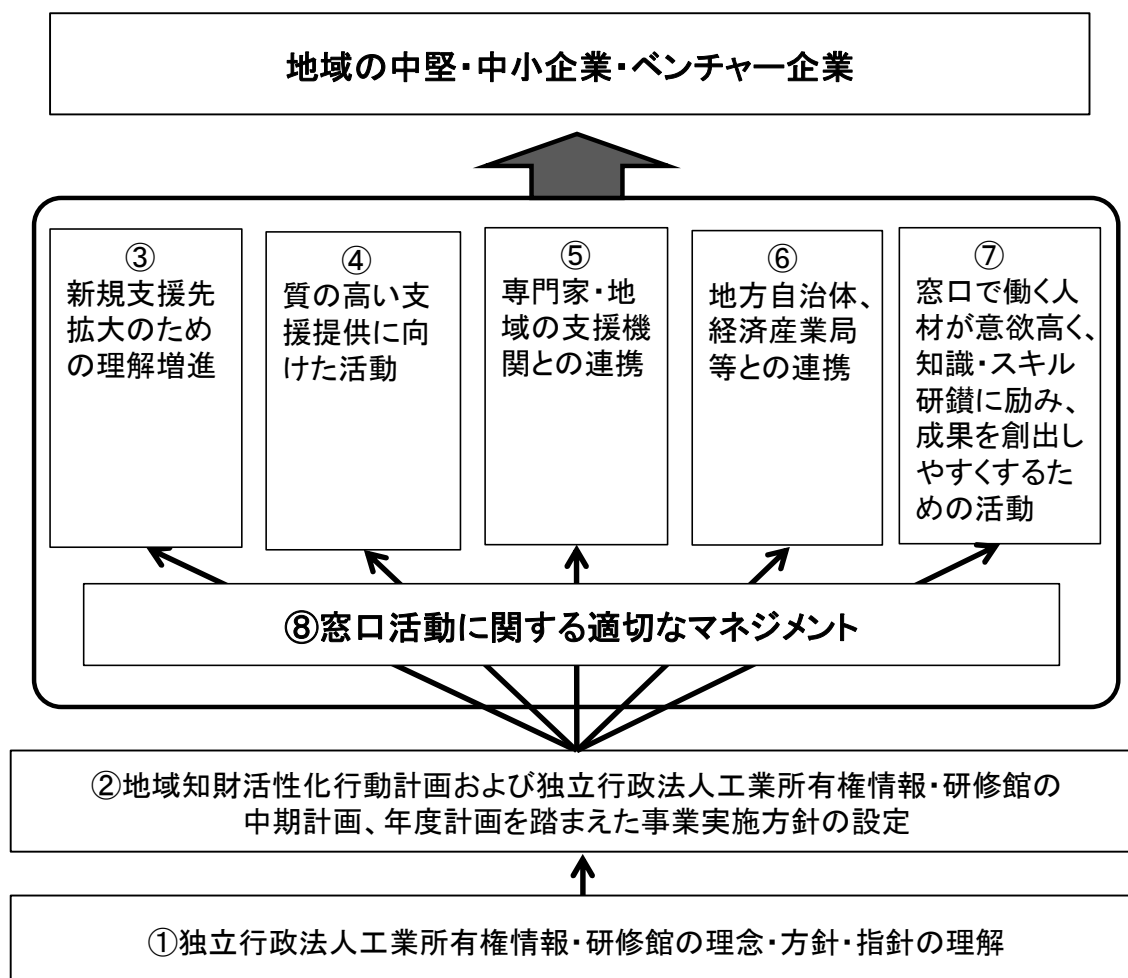 地域の中堅・中小企業・ベンチャー企業
③
新規支援先
拡大のため
の理解増進
④
質の高い支
援提供に向
けた活動
⑤
専門家・地
域の支援機
関との連携
⑥
地方自治体、
経済産業局
等との連携
⑦
窓口で働く人
材が意欲高く、
知識・スキル
研鑽に励み、
成果を創出し
やすくするた
めの活動
⑧窓口活動に関する適切なマネジメント
②地域知財活性化行動計画および独立行政法人工業所有権情報・研修館の
中期計画、年度計画を踏まえた事業実施方針の設定
①独立行政法人工業所有権情報・研修館の理念・方針・指針の理解